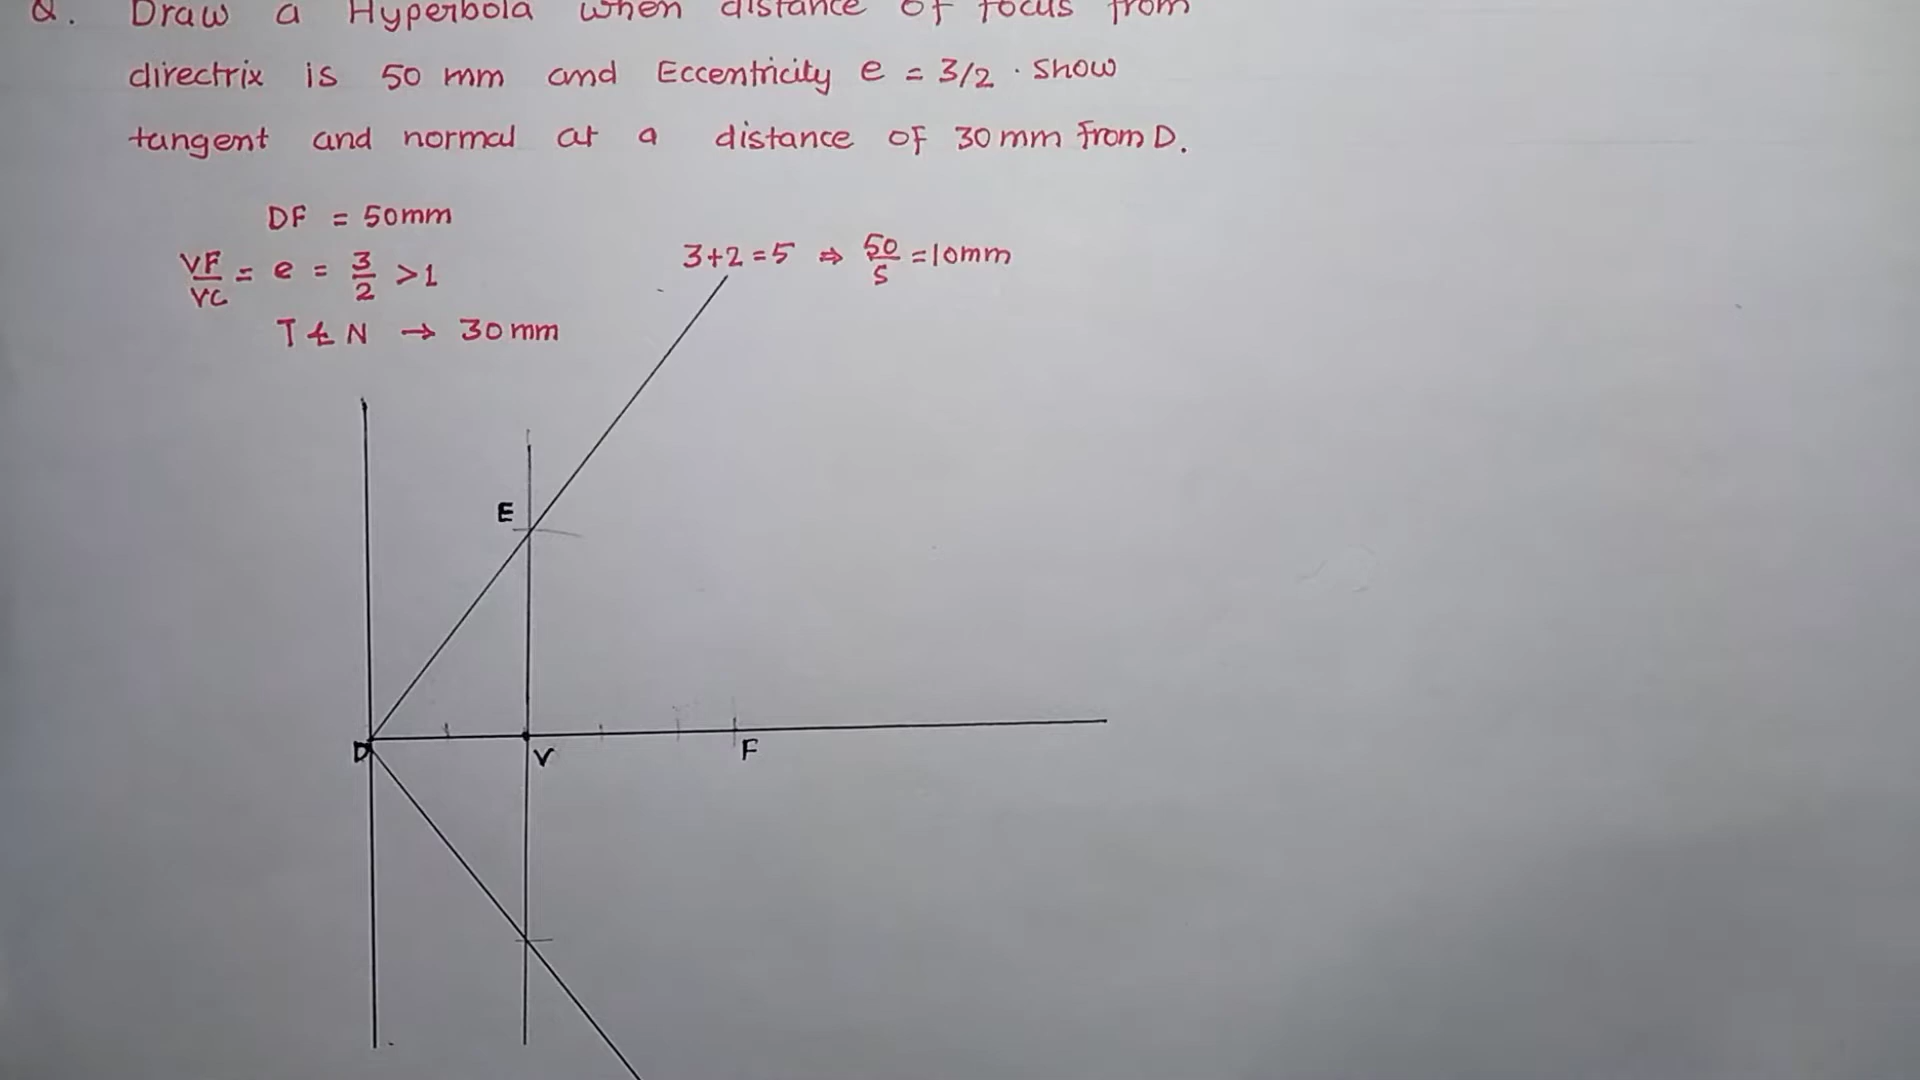 Q. Draw a Hyperbola when distance of focus from
directrix is 50 mm and Eccentricity e = 3/2 . Show
tangent and normal at a distance of 30 mm from D.
DF = 50mm
VF/VC = e = 3/2 >1
3+2=5 ⇒ 50/5 =10mm
T & N → 30 mm
E
D
V
F